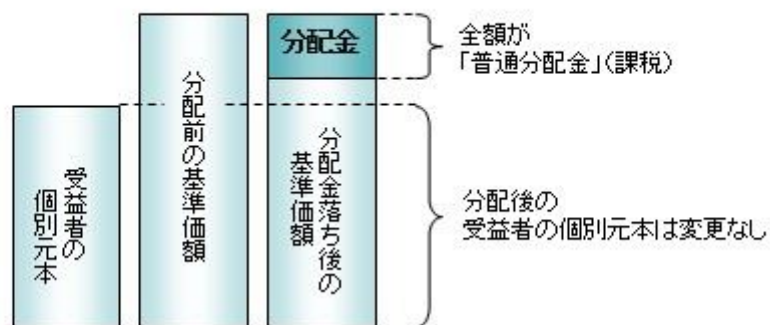 受益者の
個別元本
分配前の基準価額
分配金
分配金落ち後の
基準価額
全額が
「普通分配金」(課税)
分配後の
受益者の個別元本は変更なし